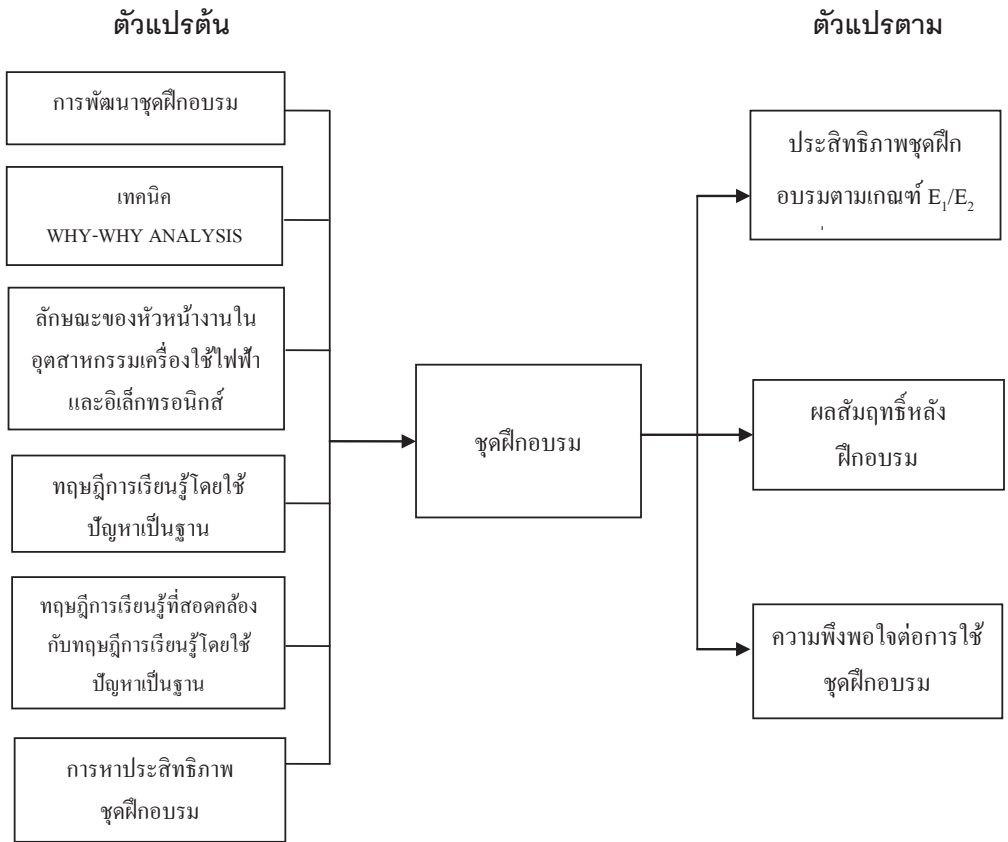 ตัวแปรต้น
ตัวแปรตาม
การพัฒนาชุดฝึกอบรม
เทคนิค
WHY-WHY ANALYSIS
ลักษณะของหัวหน้างานใน
อุตสาหกรรมเครื่องใช้ไฟฟ้า
และอิเล็กทรอนิกส์
ทฤษฎีการเรียนรู้โดยใช้
ปัญหาเป็นฐาน
ทฤษฎีการเรียนรู้ที่สอดคล้อง
กับทฤษฎีการเรียนรู้โดยใช้
ปัญหาเป็นฐาน
การหาประสิทธิภาพ
ชุดฝึกอบรม
ชุดฝึกอบรม
ประสิทธิภาพชุดฝึก
อบรมตามเกณฑ์ E₁/E₂
ผลสัมฤทธิ์หลัง
ฝึกอบรม
ความพึงพอใจต่อการใช้
ชุดฝึกอบรม